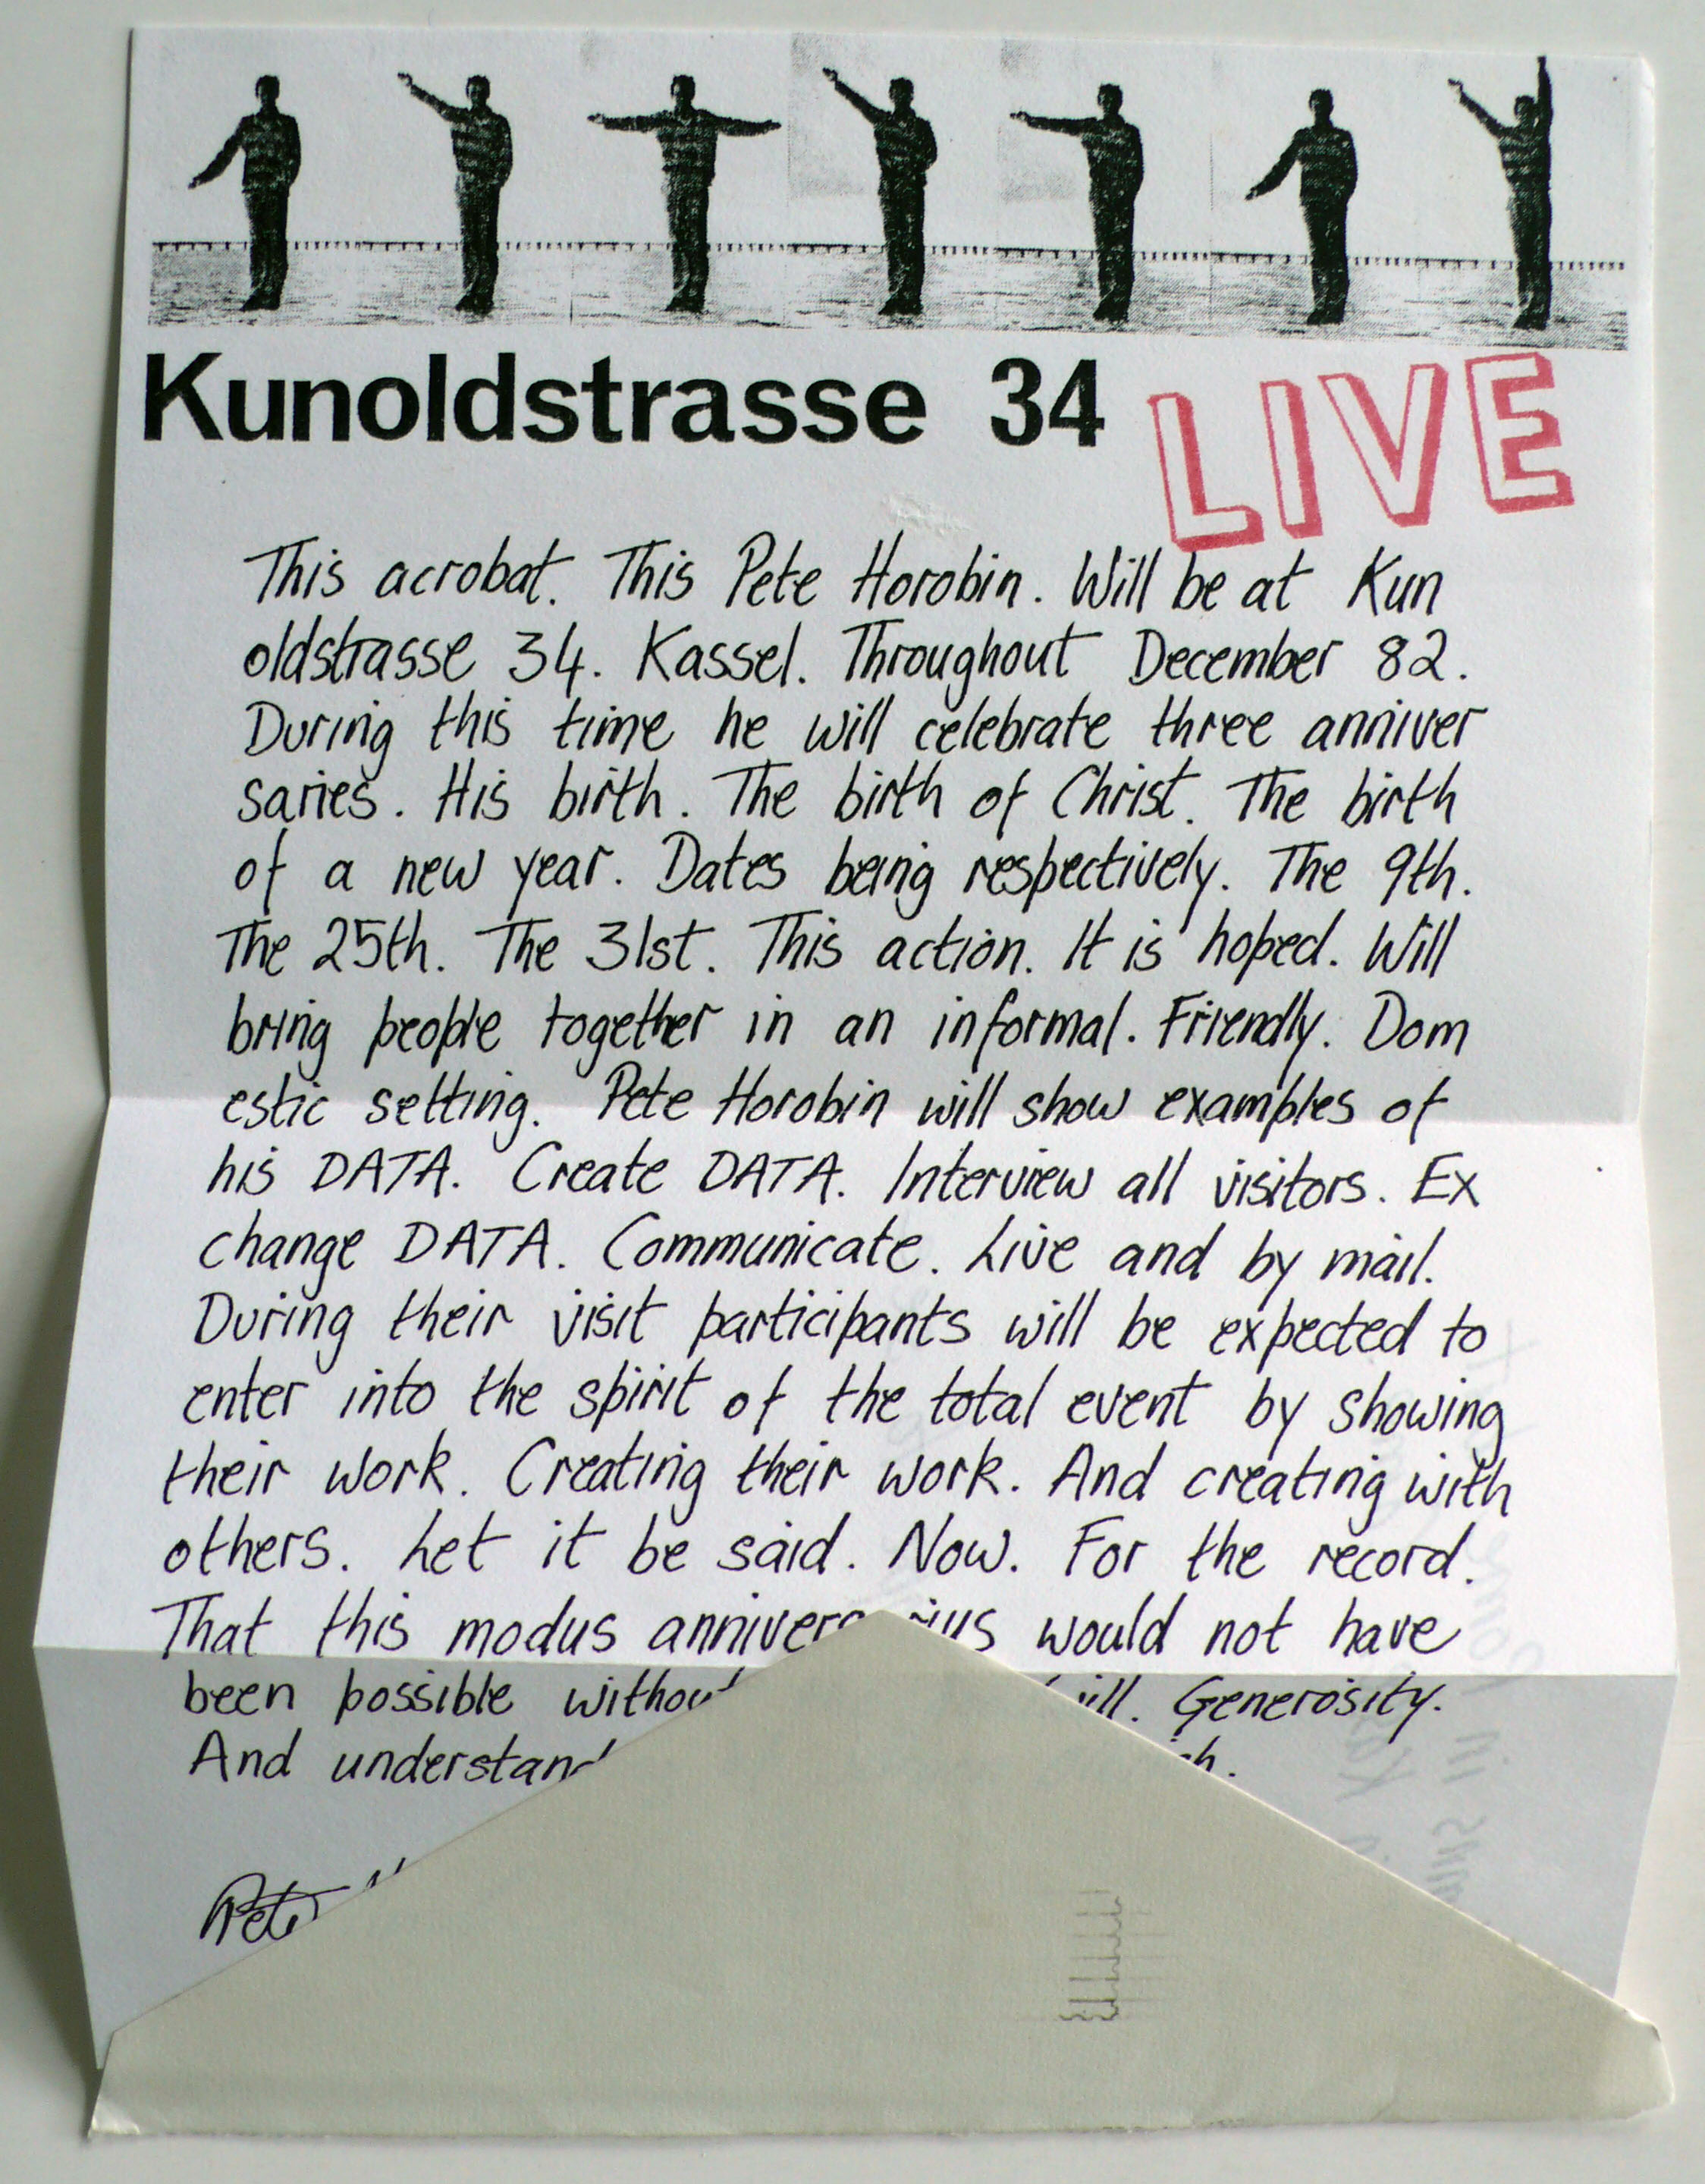 Kunoldstrasse 34 LIVE
This acrobat. This Pete Horobin. Will be at Kun
oldstrasse 34. Kassel. Throughout December 82.
During this time he will celebrate three anniver
saries. His birth. The birth of Christ. The birth
of a new year. Dates being respectively. The 9th.
The 25th. The 31st. This action. It is hoped. Will
bring people together in an informal. Friendly. Dom
estic setting. Pete Horobin will show examples of
his DATA. Create DATA. Interview all visitors. Ex
change DATA. Communicate. Live and by mail.
During their visit participants will be expected to
enter into the spirit of the total event by showing
their work. Creating their work. And creating with
others. Let it be said. Now. For the record.
That this modus would not have
been possible without Generosity.
And